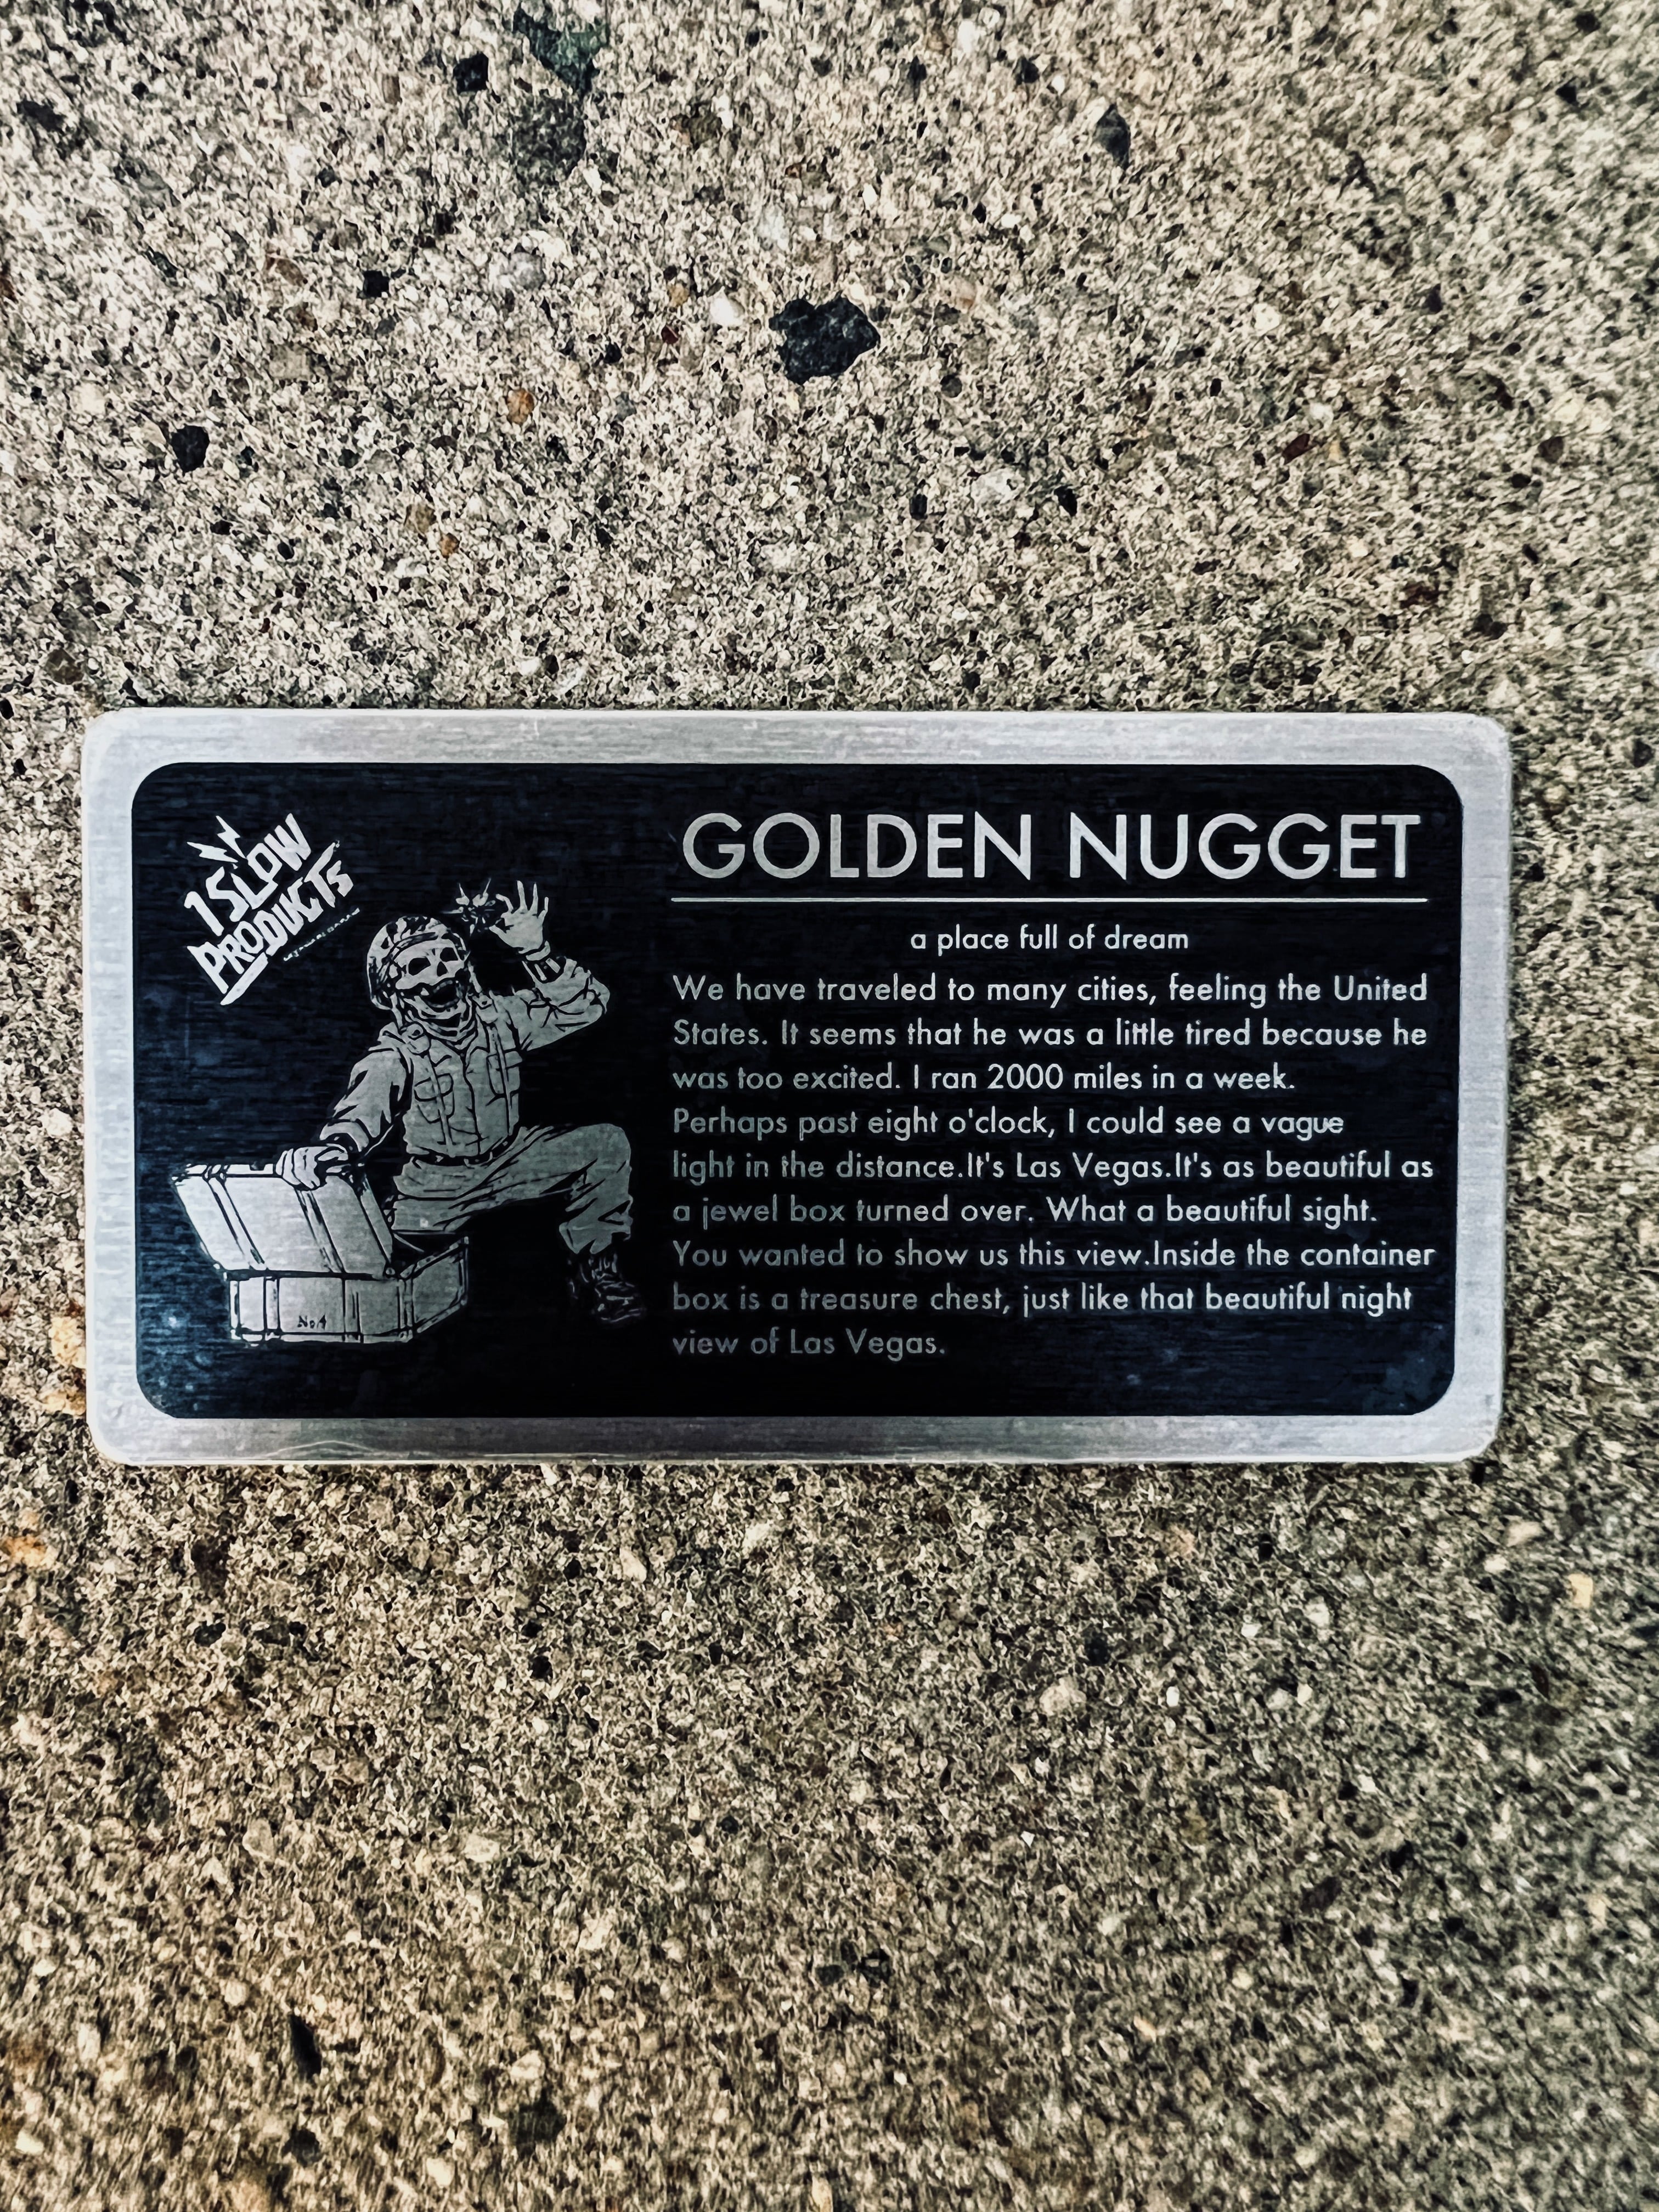 1 SLOW
PRODUCTS
GOLDEN NUGGET
a place full of dream
We have traveled to many cities, feeling the United
States. It seems that he was a little tired because he
was too excited. I ran 2000 miles in a week.
Perhaps past eight o'clock, I could see a vague
light in the distance.It's Las Vegas.It's as beautiful as
a jewel box turned over. What a beautiful sight.
You wanted to show us this view.Inside the container
box is a treasure chest, just like that beautiful night
view of Las Vegas.
No.4